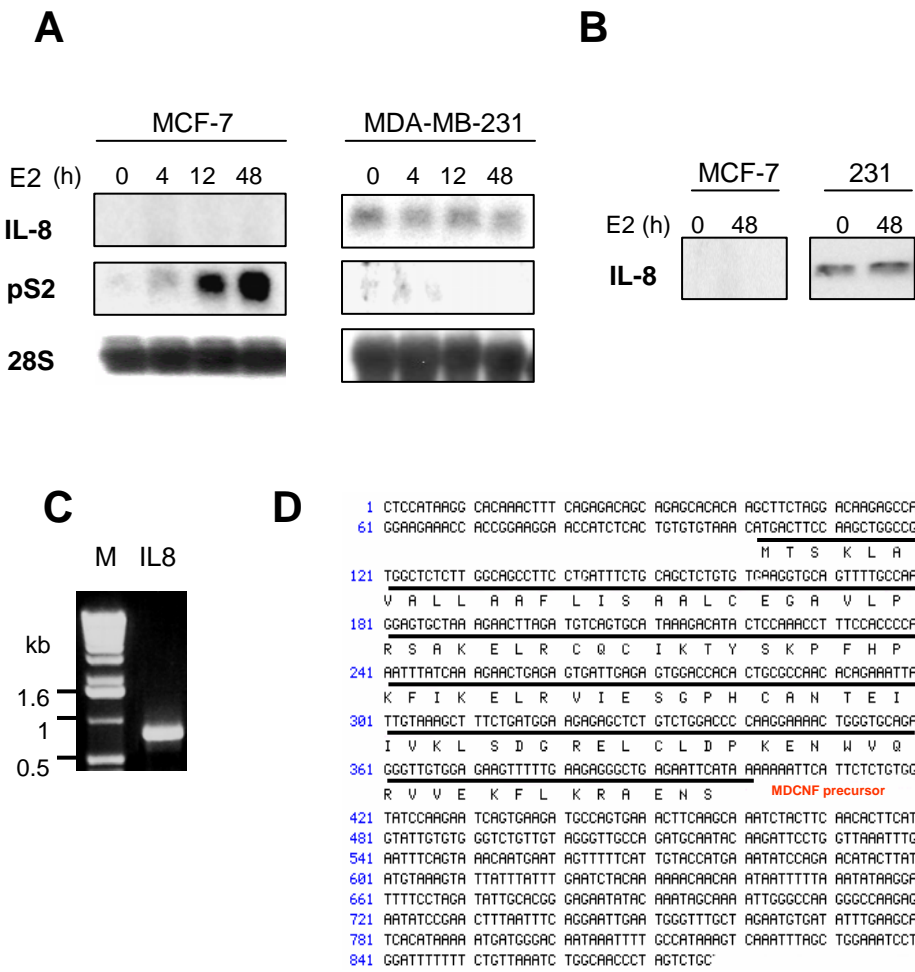 A
B
MCF-7
MDA-MB-231
E2 (h) 0 4 12 48
0 4 12 48
IL-8
pS2
28S
MCF-7
231
E2 (h) 0 48
0 48
IL-8
C
M IL8
kb
1.6
1
0.5
D
1 CTCCATAAGG CACAAACTTT CAGAGACAGC AGAGCACACA AGCTTCTAGG ACAAGAGCCA
61 GGAAGAAACC ACCGGAAGGA ACCATCTCAC TGTGTGTAAA CATGACTTCC AAGCTGGCCG
M T S K L A
121 TGGCTCTCTT GGCAGCCTTC CTGATTTCTG CAGCTCTGTG TGAAGGTGCA GTTTTGCCAA
V A L L A A F L I S A A L C E G A V L P
181 GGAGTGCTAA AGAACTTAGA TGTCAGTGCA TAAAGACATA CTCCAAACCT TTCCACCCCA
R S A K E L R C Q C I K T Y S K P F H P
241 AATTTATCAA AGAACTGAGA GTGATTGAGA GTGGACCACA CTGCGCCAAC ACAGAAATTA
K F I K E L R V I E S G P H C A N T E I
301 TTGTAAAGCT TTCTGATGGA AGAGAGCTCT GTCTGGACCC CAAGGAAAAC TGGGTGCAGA
I V K L S D G R E L C L D P K E N W V Q
361 GGGTTGTGGA GAAGTTTTTG AAGAGGGCTG AGAATTCATA AAAAAATTCA TTCTCTGTGG
R V V E K F L K R A E N S MDCNF precursor
421 TATCCAAGAA TCAGTGAAGA TGCCAGTGAA ACTTCAAGCA AATCTACTTC AACACTTCAT
481 GTATTGTGTG GGTCTGTTGT AGGGTTGCCA GATGCAATAC AAGATTCCTG GTTAAATTTG
541 AATTTCAGTA AACAATGAAT AGTTTTTCAT TGTACCATGA AATATCCAGA ACATACTTAT
601 ATGTAAAGTA TTATTTATTT GAATCTACAA AAAACAACAA ATAATTTTTA AATATAAGGA
661 TTTTCCTAGA TATTGCACGG GAGAATATAC AAATAGCAAA ATTGGGCCAA GGGCCAAGAG
721 AATATCCGAA CTTTAATTTC AGGAATTGAA TGGGTTTGCT AGAATGTGAT ATTTGAAGCA
781 TCACATAAAA ATGATGGGAC AATAAATTTT GCCATAAAGT CAAATTTAGC TGGAAATCCT
841 GGATTTTTTT CTGTTAAATC TGGCAACCCT AGTCTGC